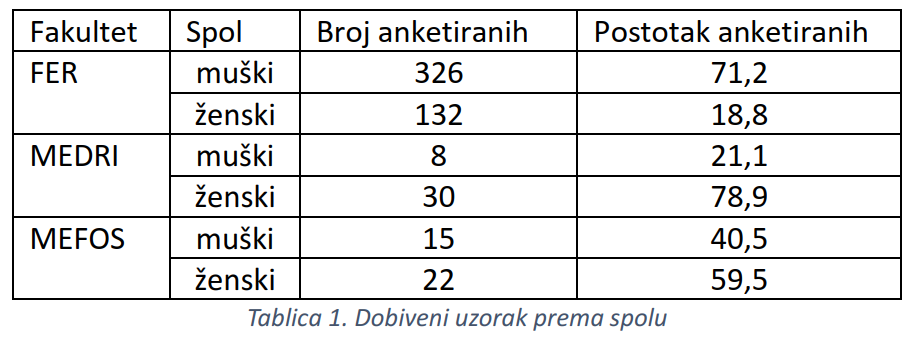 Fakultet Spol Broj anketiranih Postotak anketiranih
FER muški 326 71,2
ženski 132 18,8
MEDRI muški 8 21,1
ženski 30 78,9
MEFOS muški 15 40,5
ženski 22 59,5
Tablica 1. Dobiveni uzorak prema spolu